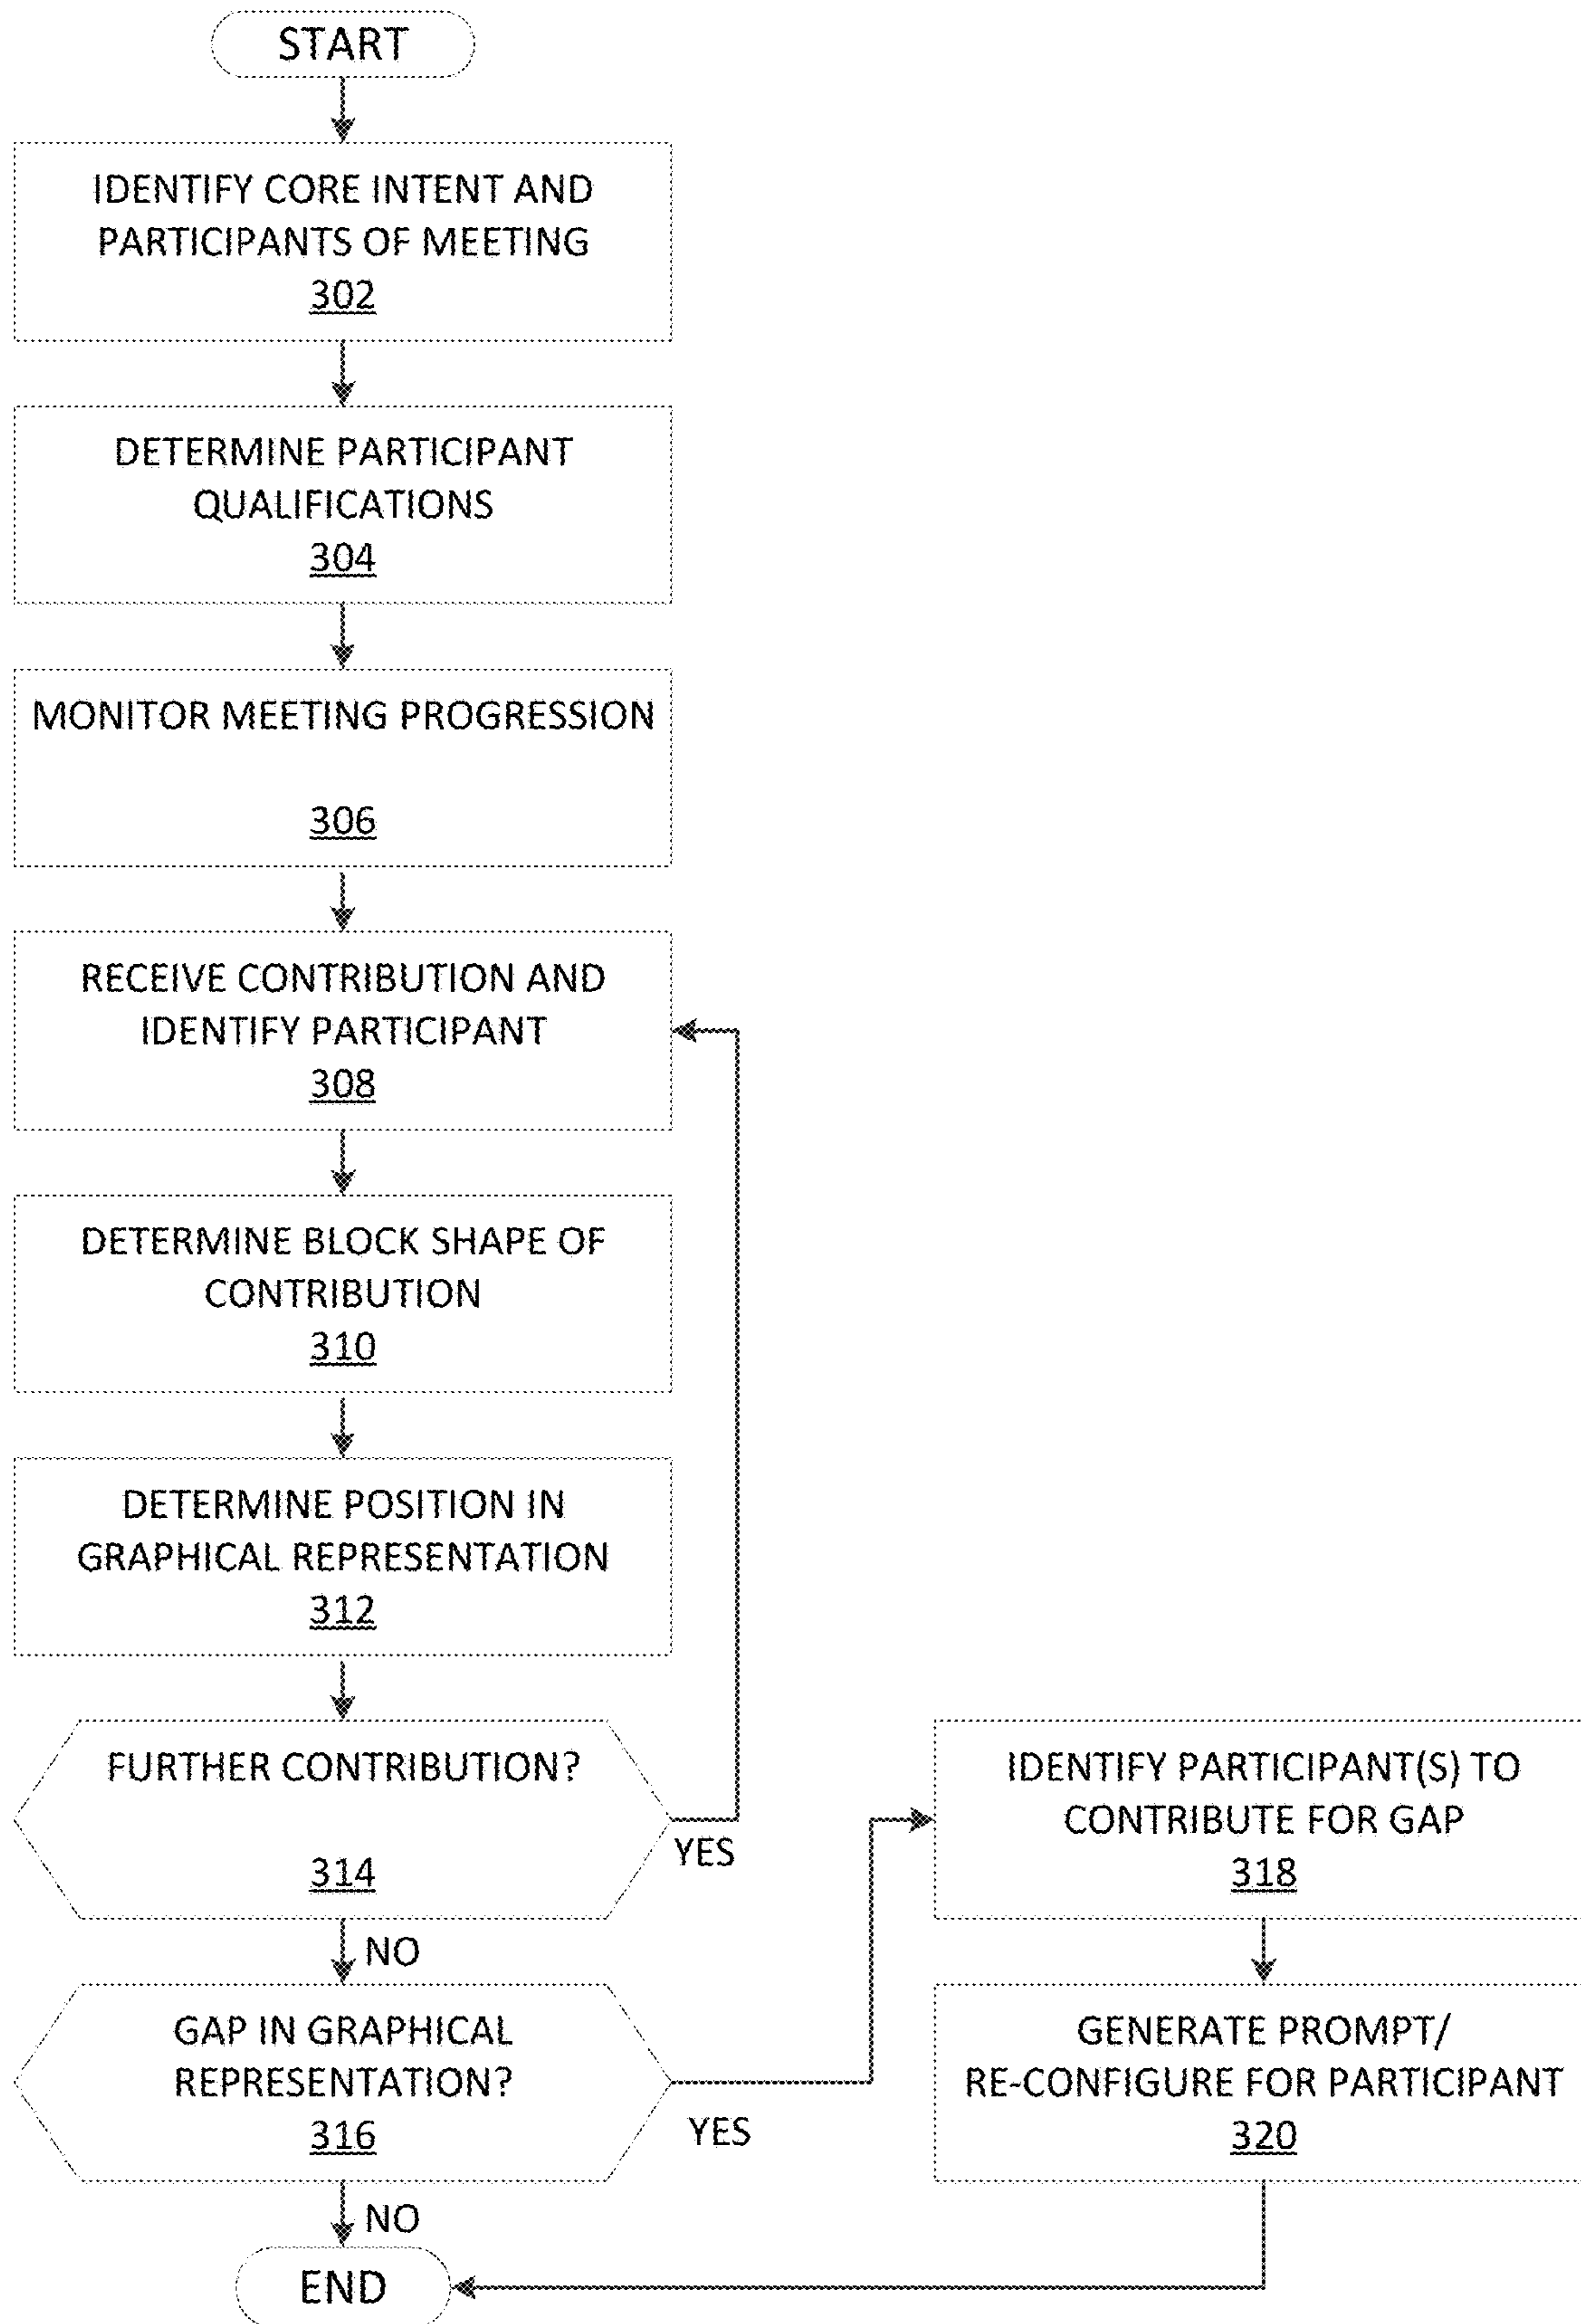 START
IDENTIFY CORE INTENT AND
PARTICIPANTS OF MEETING
302
DETERMINE PARTICIPANT
QUALIFICATIONS
304
MONITOR MEETING PROGRESSION
306
RECEIVE CONTRIBUTION AND
IDENTIFY PARTICIPANT
308
DETERMINE BLOCK SHAPE OF
CONTRIBUTION
310
DETERMINE POSITION IN
GRAPHICAL REPRESENTATION
312
FURTHER CONTRIBUTION?
314
YES
NO
GAP IN GRAPHICAL
REPRESENTATION?
316
YES
NO
IDENTIFY PARTICIPANT(S) TO
CONTRIBUTE FOR GAP
318
GENERATE PROMPT/
RE-CONFIGURE FOR PARTICIPANT
320
END